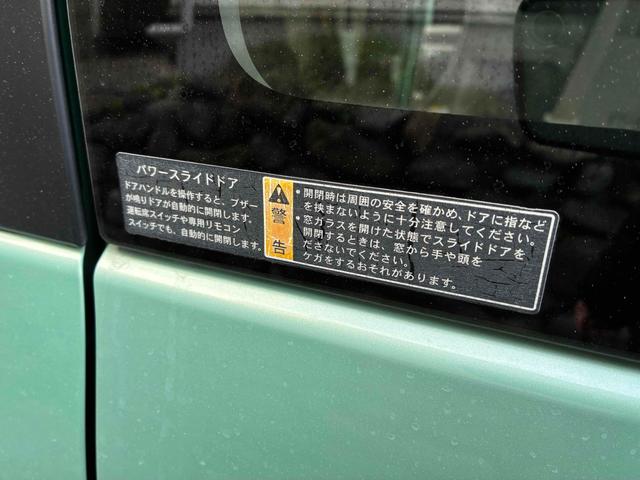 パワースライドドア
ドアハンドルを操作すると、ブザー
が鳴りドアが自動的に開閉します。
運転席スイッチや専用リモコン
スイッチでも、自動的に開閉します。
警告
・開閉時は周囲の安全を確かめ、ドアに指など
を挟まないように十分注意してください。
・窓ガラスを開けた状態でスライドドアを
開閉するときは、窓から手や頭を
ださないでください。
ケガをするおそれがあります。